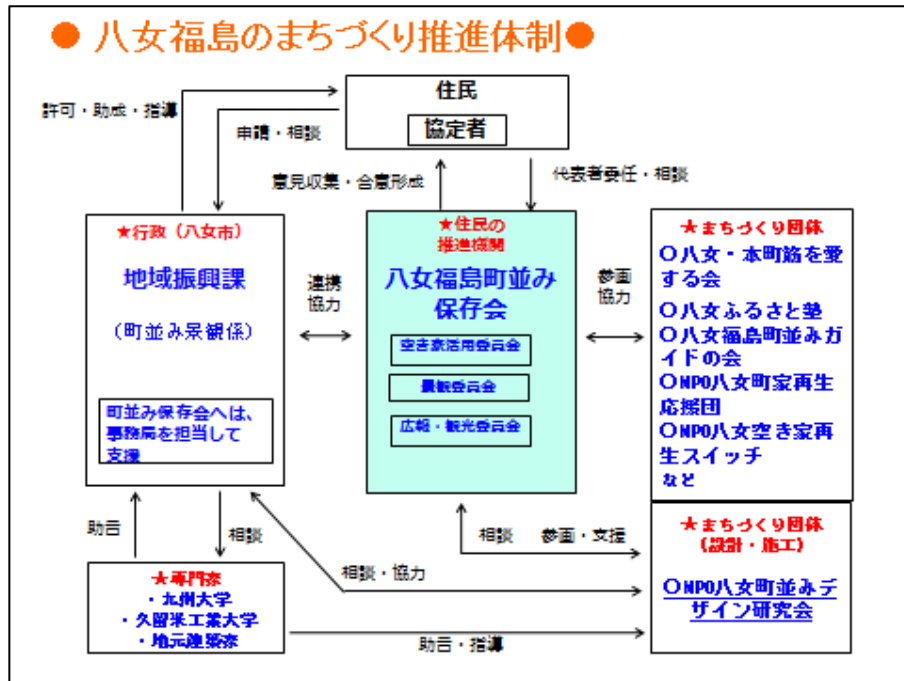 ● 八女福島のまちづくり推進体制●
住民
協定者
許可・助成・指導
申請・相談
意見収集・合意形成
代表者委任・相談
★行政（八女市）
地域振興課
（町並み景観係）
町並み保存会へは、
事務局を担当して
支援
連携
協力
★住民の
推進機関
八女福島町並み
保存会
空き家活用委員会
景観委員会
広報・観光委員会
参画
協力
★まちづくり団体
〇八女・本町筋を愛
する会
〇八女ふるさと塾
〇八女福島町並みガ
イドの会
〇NPO八女町家再生
応援団
〇NPO八女空き家再
生スイッチ
など
助言
相談
相談・協力
相談
参画・支援
★専門家
・九州大学
・久留米工業大学
・地元建築家
助言・指導
★まちづくり団体
（設計・施工）
〇NPO八女町並みデ
ザイン研究会